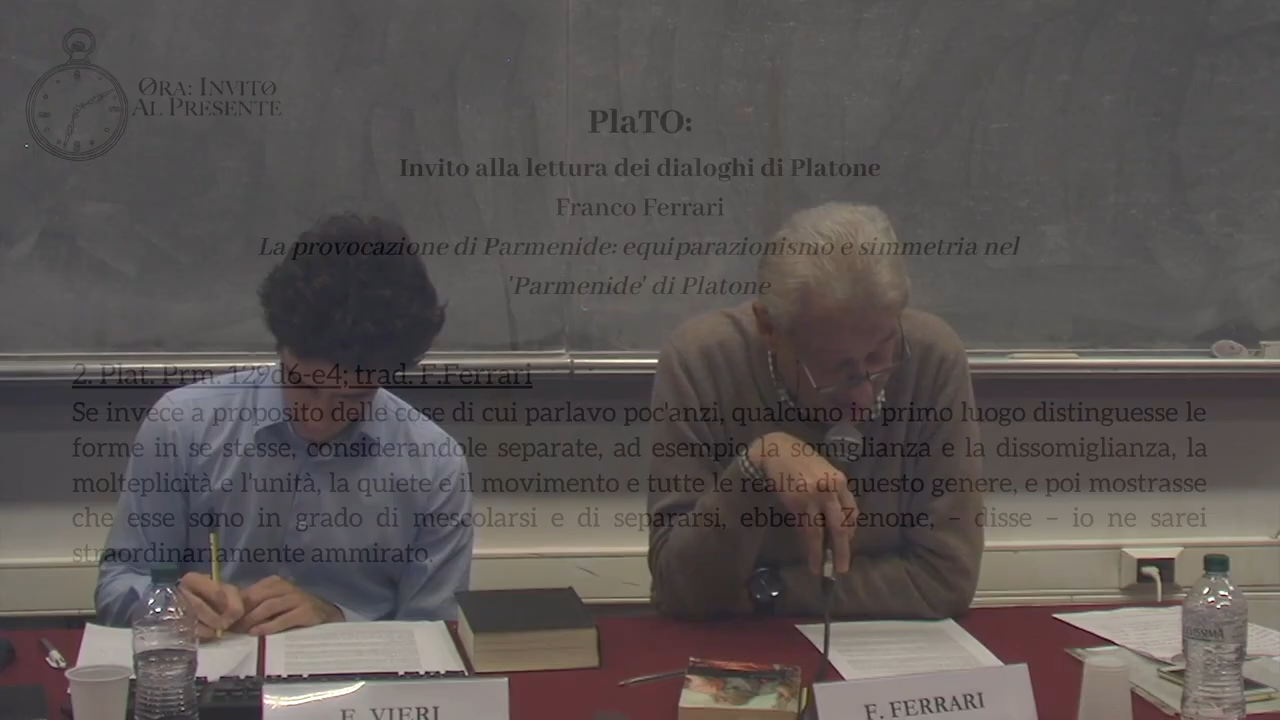 ØRA: INVITØ
AL PRESENTE
PlaTO:
Invito alla lettura dei dialoghi di Platone
Franco Ferrari
La provocazione di Parmenide: equiparazionismo e simmetria nel
'Parmenide' di Platone
2. Plat. Prm. 129d6-e4; trad. F.Ferrari
Se invece a proposito delle cose di cui parlavo poc'anzi, qualcuno in primo luogo distinguesse le
forme in se stesse, considerandole separate, ad esempio la somiglianza e la dissomiglianza, la
molteplicità e l'unità, la quiete e il movimento e tutte le realtà di questo genere, e poi mostrasse
che esse sono in grado di mescolarsi e di separarsi, ebbene Zenone, – disse – io ne sarei
straordinariamente ammirato.
E. VIERI
F. FERRARI